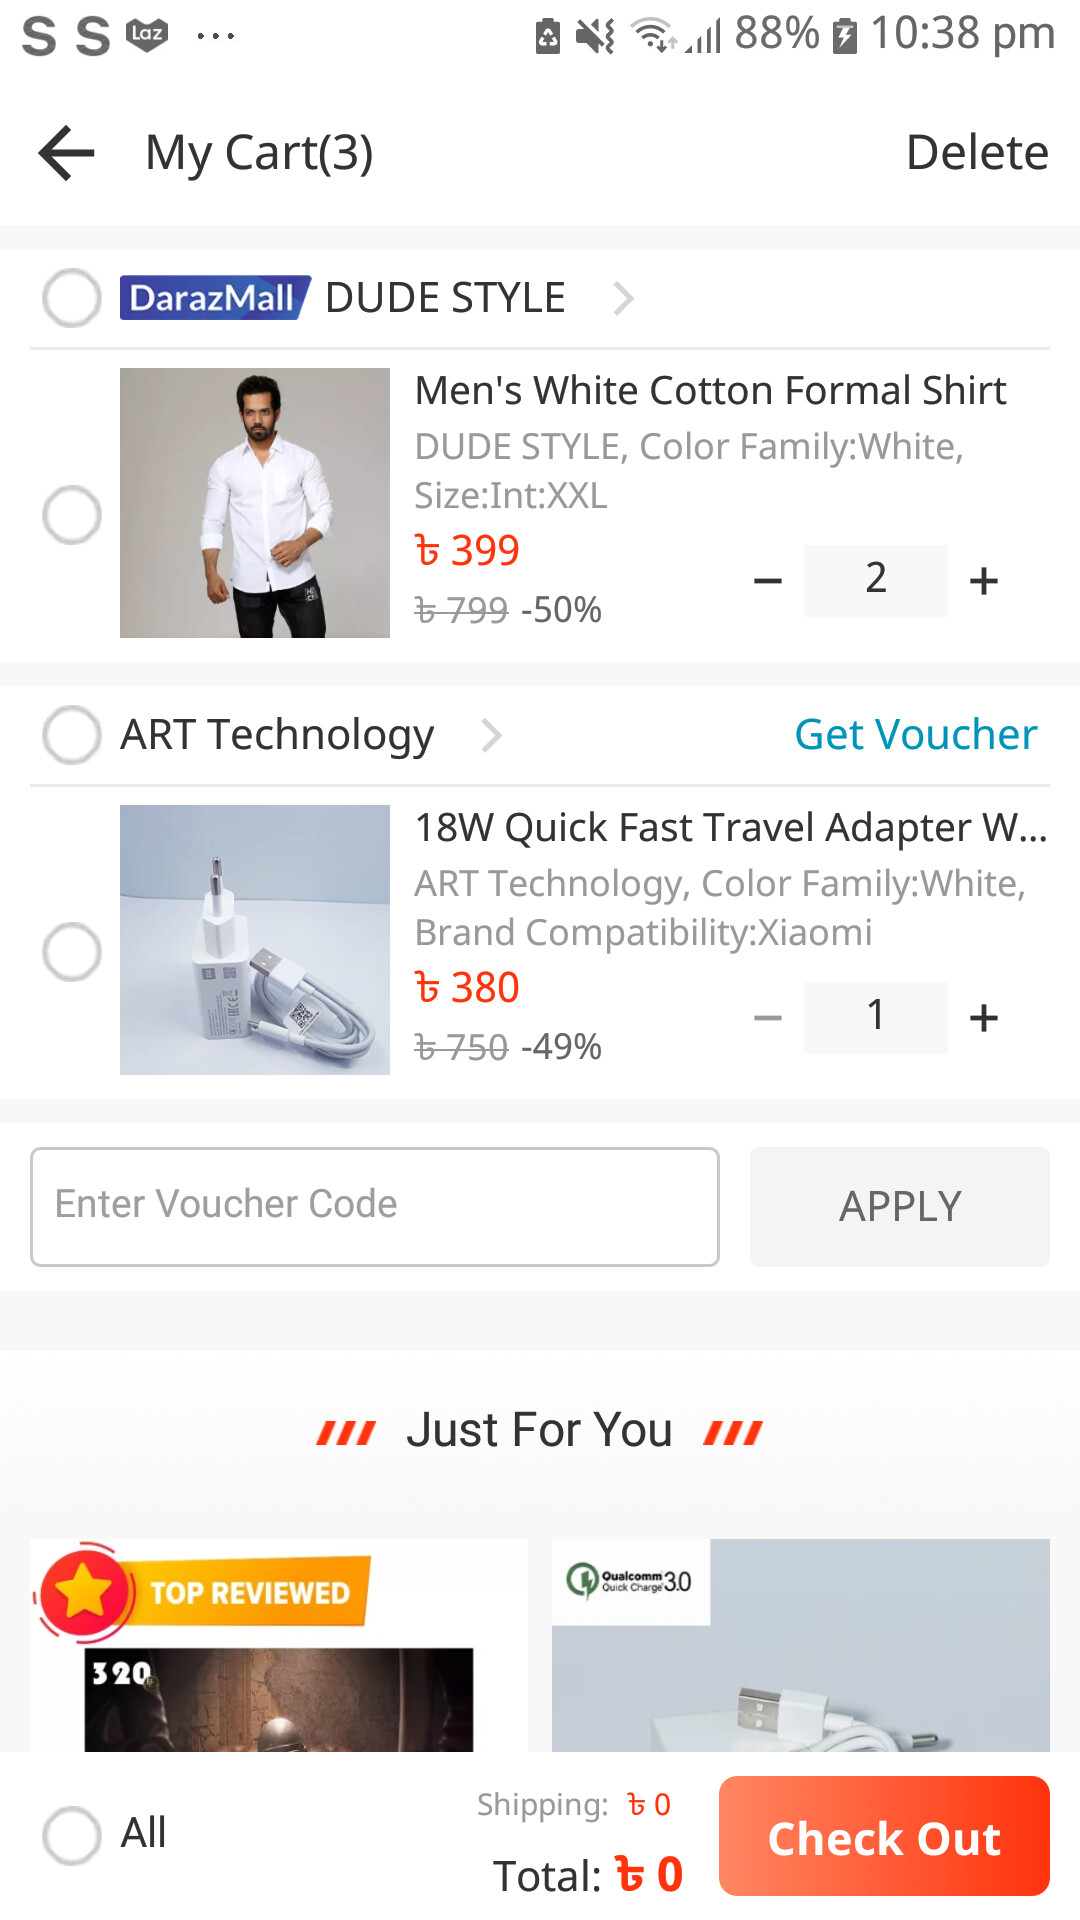 S S Laz ... 88% 10:38 pm
My Cart(3) Delete
DarazMall DUDE STYLE
Men's White Cotton Formal Shirt
DUDE STYLE, Color Family:White,
Size:Int:XXL
৳ 399
৳ 799 -50%
− 2 +
ART Technology Get Voucher
18W Quick Fast Travel Adapter W...
ART Technology, Color Family:White,
Brand Compatibility:Xiaomi
৳ 380
৳ 750 -49%
− 1 +
Enter Voucher Code APPLY
Just For You
TOP REVIEWED
320
Qualcomm
Quick Charge 3.0
All
Shipping: ৳ 0
Total: ৳ 0
Check Out